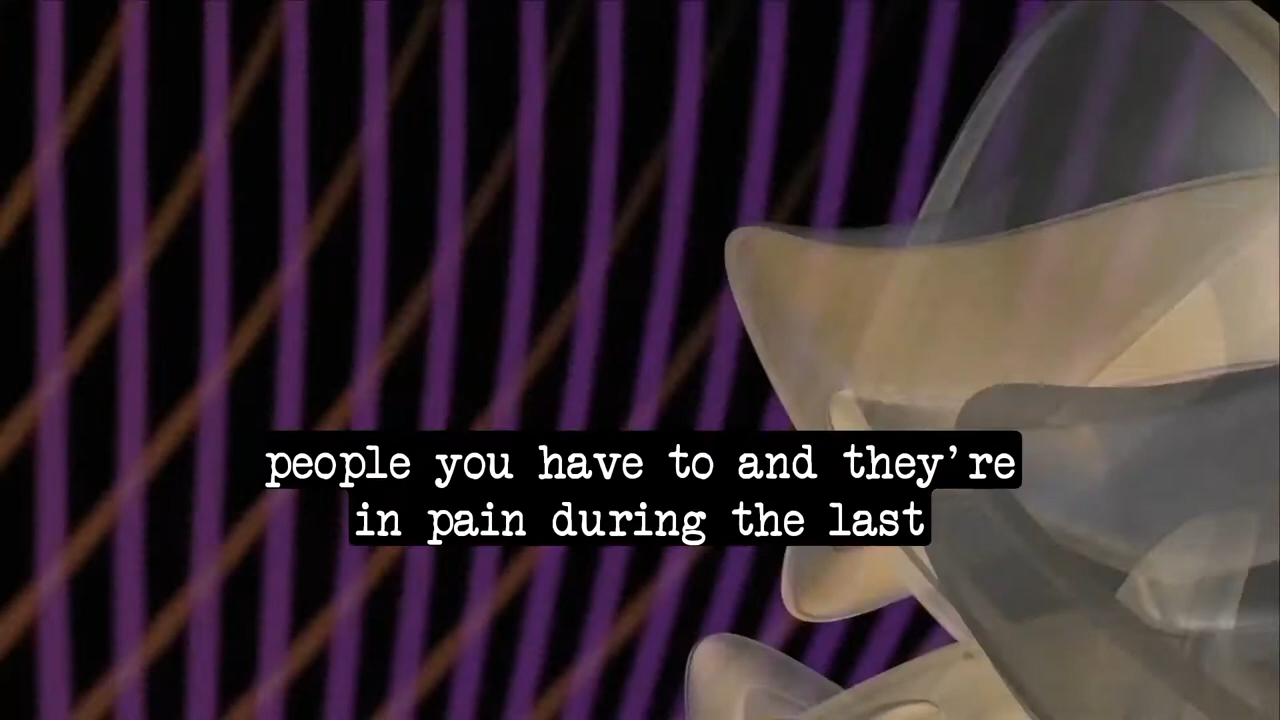 people you have to and they’re
in pain during the last